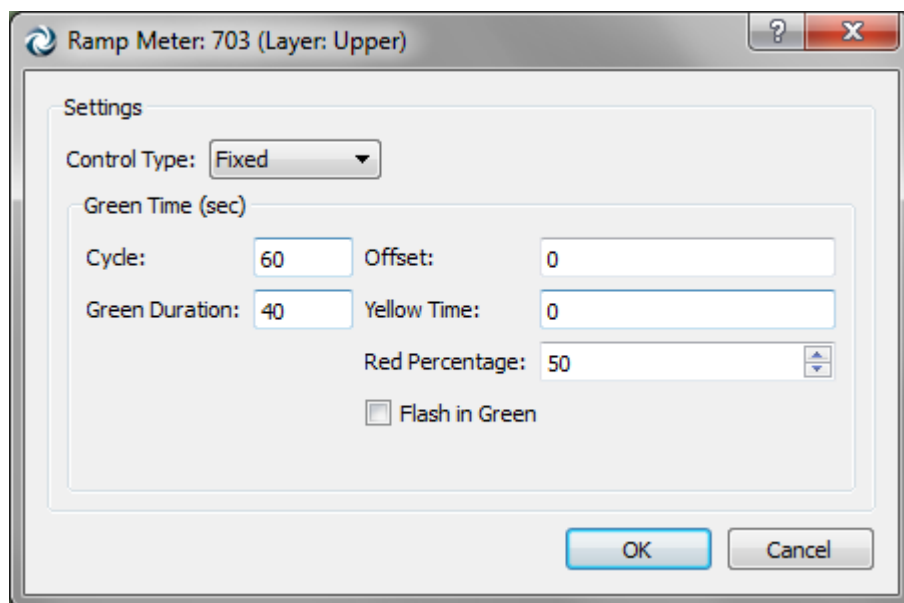 Ramp Meter: 703 (Layer: Upper)
Settings
Control Type: Fixed
Green Time (sec)
Cycle: 60 Offset: 0
Green Duration: 40 Yellow Time: 0
Red Percentage: 50
Flash in Green
OK Cancel